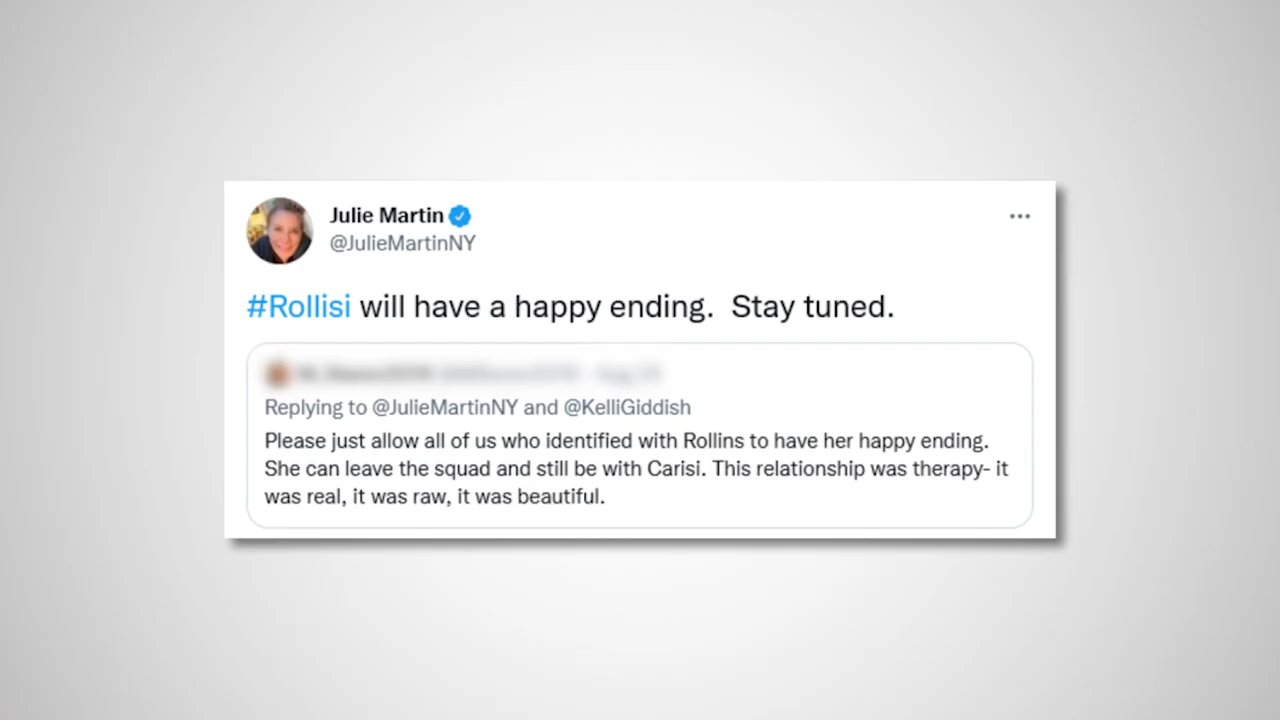 Julie Martin
@JulieMartinNY
#Rollisi will have a happy ending. Stay tuned.
Replying to @JulieMartinNY and @KelliGiddish
Please just allow all of us who identified with Rollins to have her happy ending.
She can leave the squad and still be with Carisi. This relationship was therapy- it
was real, it was raw, it was beautiful.